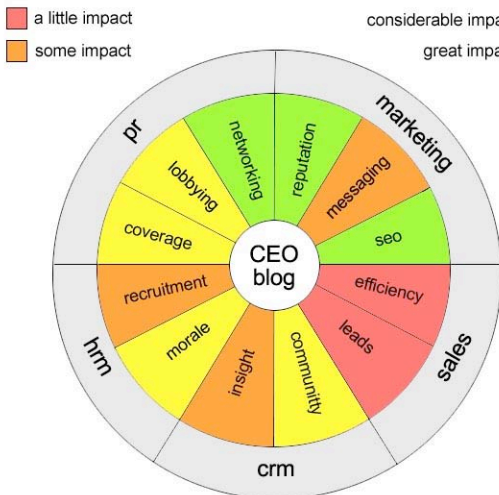 a little impact
considerable impa
some impact
great impa
pr
marketing
sales
crm
hrm
networking
reputation
messaging
seo
efficiency
leads
communitty
insight
morale
recruitment
coverage
lobbying
CEO
blog